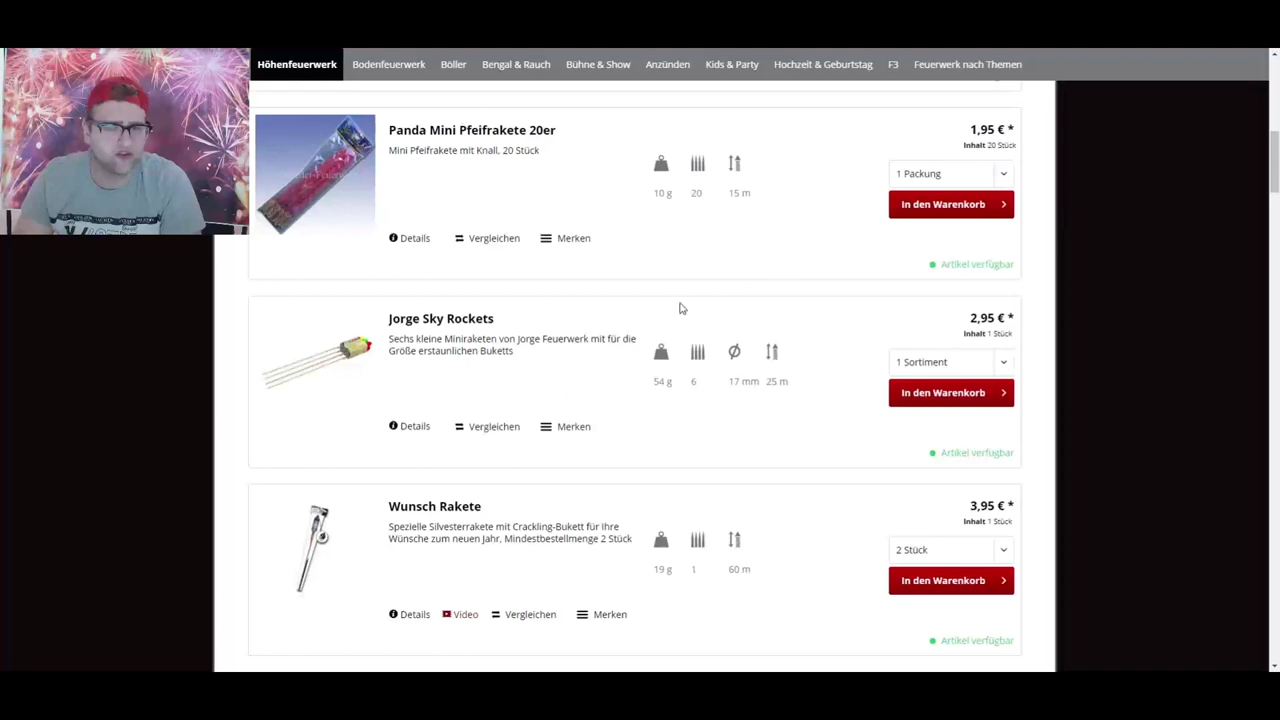 Höhenfeuerwerk Bodenfeuerwerk Böller Bengal & Rauch Bühne & Show Anzünden Kids & Party Hochzeit & Geburtstag F3 Feuerwerk nach Themen
Panda Mini Pfeifrakete 20er
Mini Pfeifrakete mit Knall, 20 Stück
10 g 20 15 m
1,95 € *
Inhalt 20 Stück
1 Packung
In den Warenkorb
Details Vergleichen Merken
Artikel verfügbar
Jorge Sky Rockets
Sechs kleine Miniraketen von Jorge Feuerwerk mit für die
Größe erstaunlichen Buketts
54 g 6 17 mm 25 m
2,95 € *
Inhalt 1 Stück
1 Sortiment
In den Warenkorb
Details Vergleichen Merken
Artikel verfügbar
Wunsch Rakete
Spezielle Silvesterrakete mit Crackling-Bukett für Ihre
Wünsche zum neuen Jahr, Mindestbestellmenge 2 Stück
19 g 1 60 m
3,95 € *
Inhalt 1 Stück
2 Stück
In den Warenkorb
Details Video Vergleichen Merken
Artikel verfügbar